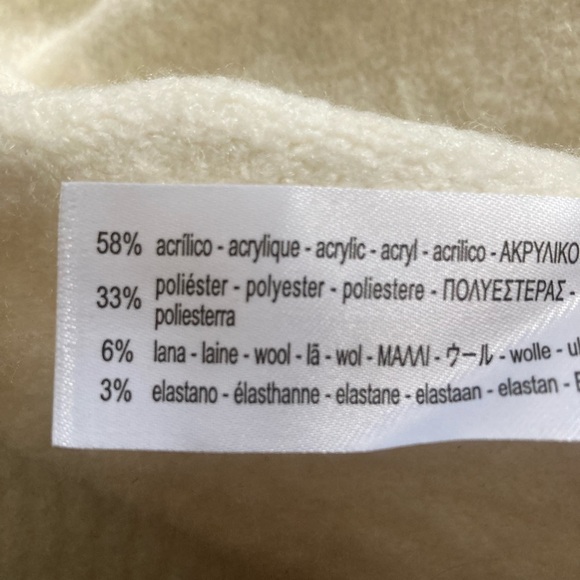 58% acrílico - acrylique - acrylic - acryl - acrilico - ΑΚΡΥΛΙΚΟ
33% poliéster - polyester - poliestere - ΠΟΛΥΕΣΤΕΡΑΣ -
poliesterra
6% lana - laine - wool - lã - wol - ΜΑΛΛΙ - ウール - wolle -
3% elastano - élasthanne - elastane - elastaan - elastan -